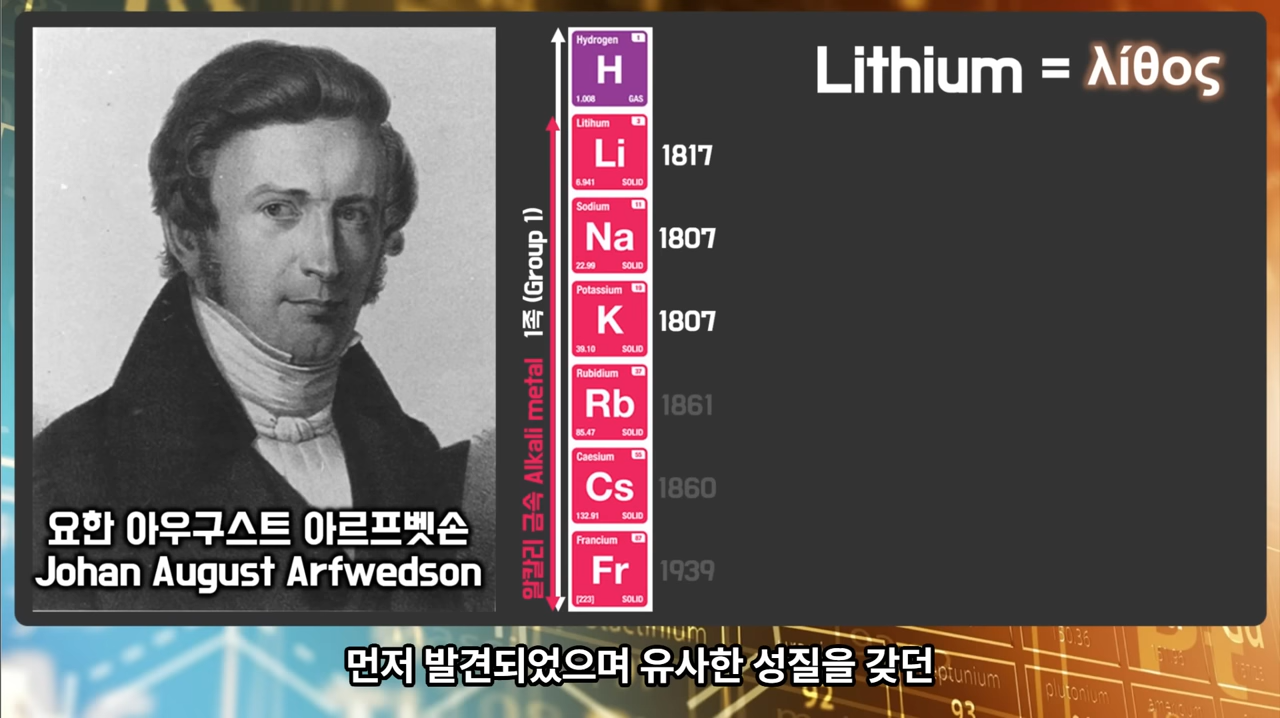 Lithium = λίθος
Hydrogen 1
H
1.008 GAS
Litihum 3
Li
6.941 SOLID
1817
Sodium 11
Na
22.99 SOLID
1807
Potassium 19
K
39.10 SOLID
1807
Rubidium 37
Rb
85.47 SOLID
1861
Caesium 55
Cs
132.91 SOLID
1860
Francium 87
Fr
[223] SOLID
1939
1족 (Group 1)
알칼리 금속 Alkali metal
요한 아우구스트 아르프벳손
Johan August Arfwedson
먼저 발견되었으며 유사한 성질을 갖던
92
93
plutonium